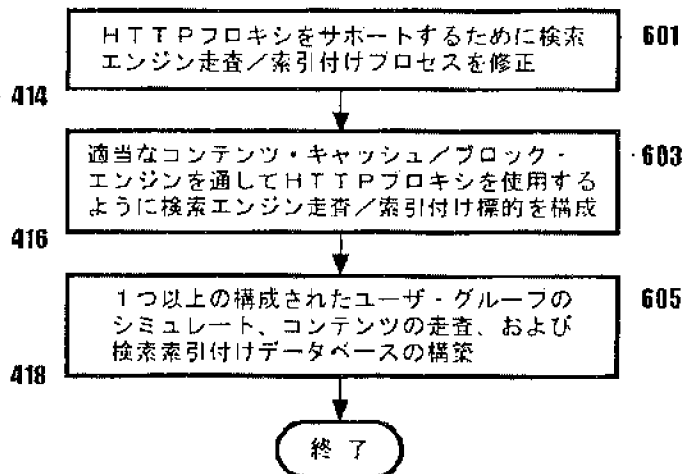 HTTPプロキシをサポートするために検索
エンジン走査/索引付けプロセスを修正
601
414
適当なコンテンツ・キャッシュ/ブロック・
エンジンを通してHTTPプロキシを使用する
ように検索エンジン走査/索引付け標的を構成
603
416
1つ以上の構成されたユーザ・グループの
シミュレート、コンテンツの走査、および
検索索引付けデータベースの構築
605
418
終了